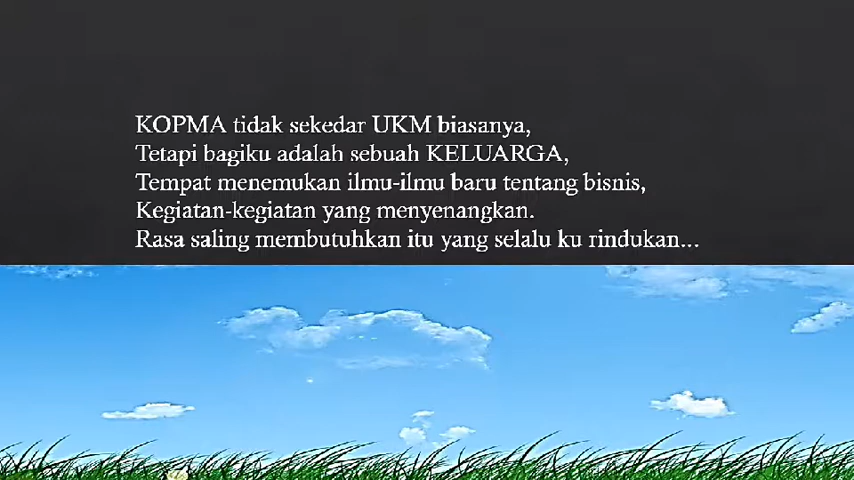 KOPMA tidak sekedar UKM biasanya,
Tetapi bagiku adalah sebuah KELUARGA,
Tempat menemukan ilmu-ilmu baru tentang bisnis,
Kegiatan-kegiatan yang menyenangkan.
Rasa saling membutuhkan itu yang selalu ku rindukan...